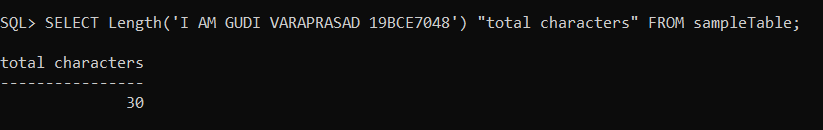 SQL> SELECT Length('I AM GUDI VARAPRASAD 19BCE7048') "total characters" FROM sampleTable;
total characters
----------------
30